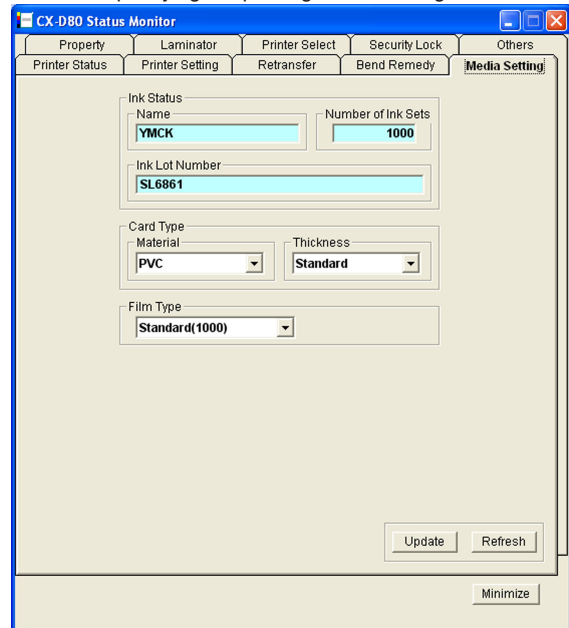 CX-D80 Status Monitor
Property Laminator Printer Select Security Lock Others
Printer Status Printer Setting Retransfer Bend Remedy Media Setting
Ink Status
Name Number of Ink Sets
YMCK 1000
Ink Lot Number
SL6861
Card Type
Material Thickness
PVC Standard
Film Type
Standard(1000)
Update Refresh
Minimize